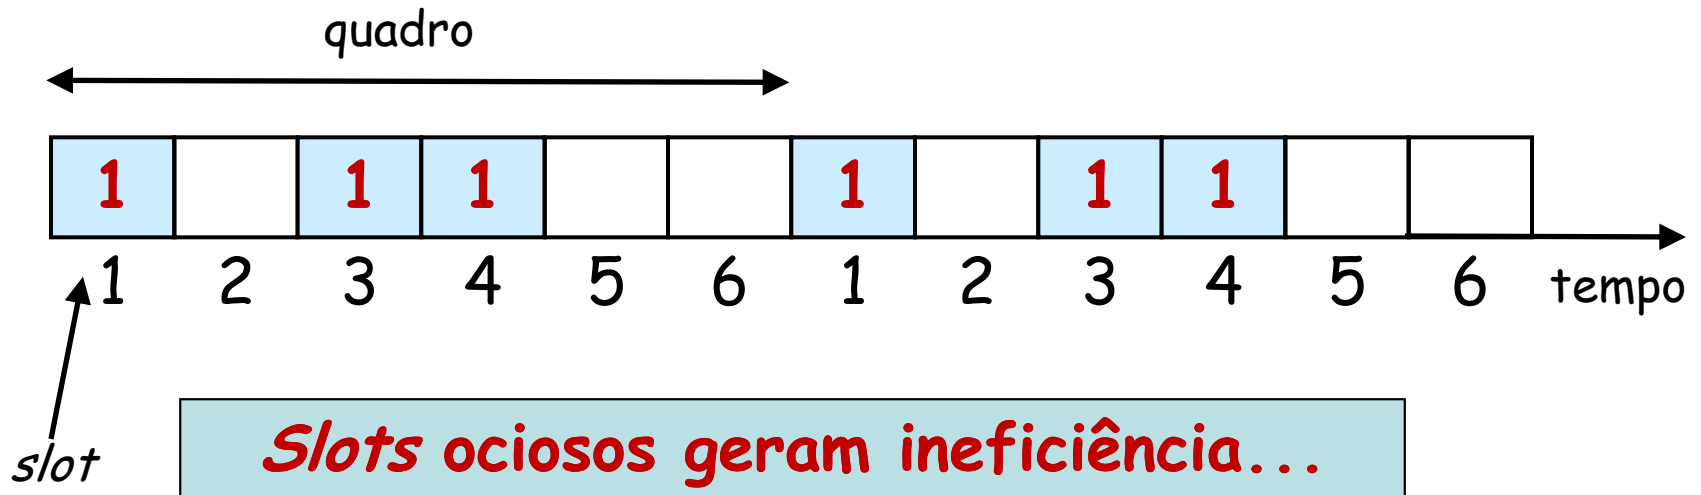 quadro
1 1 1 1 1 1
1 2 3 4 5 6 1 2 3 4 5 6 tempo
slot
Slots ociosos geram ineficiência...